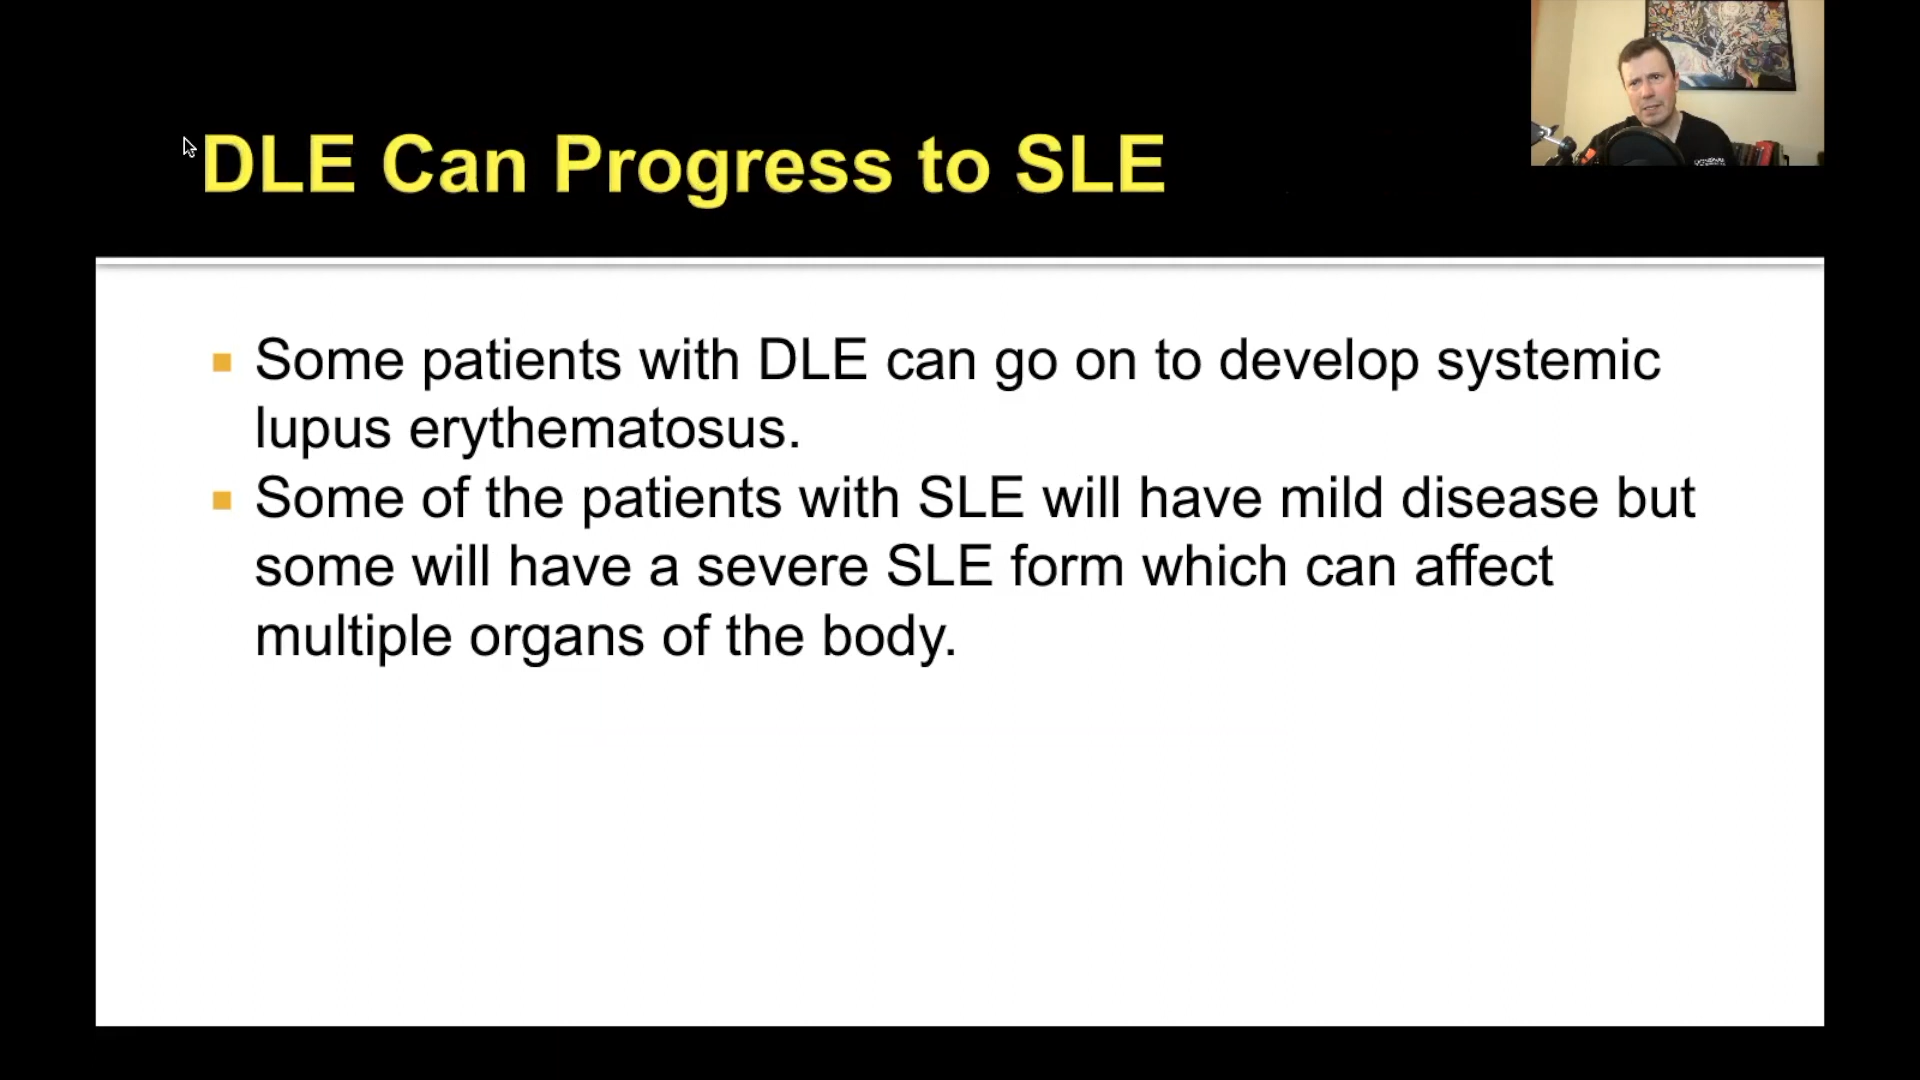 DLE Can Progress to SLE
Some patients with DLE can go on to develop systemic
lupus erythematosus.
Some of the patients with SLE will have mild disease but
some will have a severe SLE form which can affect
multiple organs of the body.